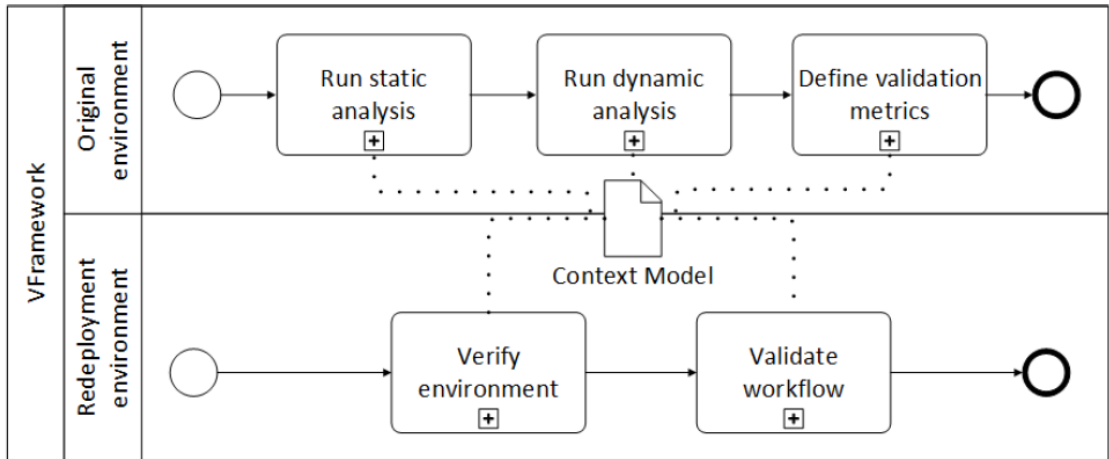 VFramework
Original
environment
Run static
analysis
Run dynamic
analysis
Define validation
metrics
Context Model
Redeployment
environment
Verify
environment
Validate
workflow